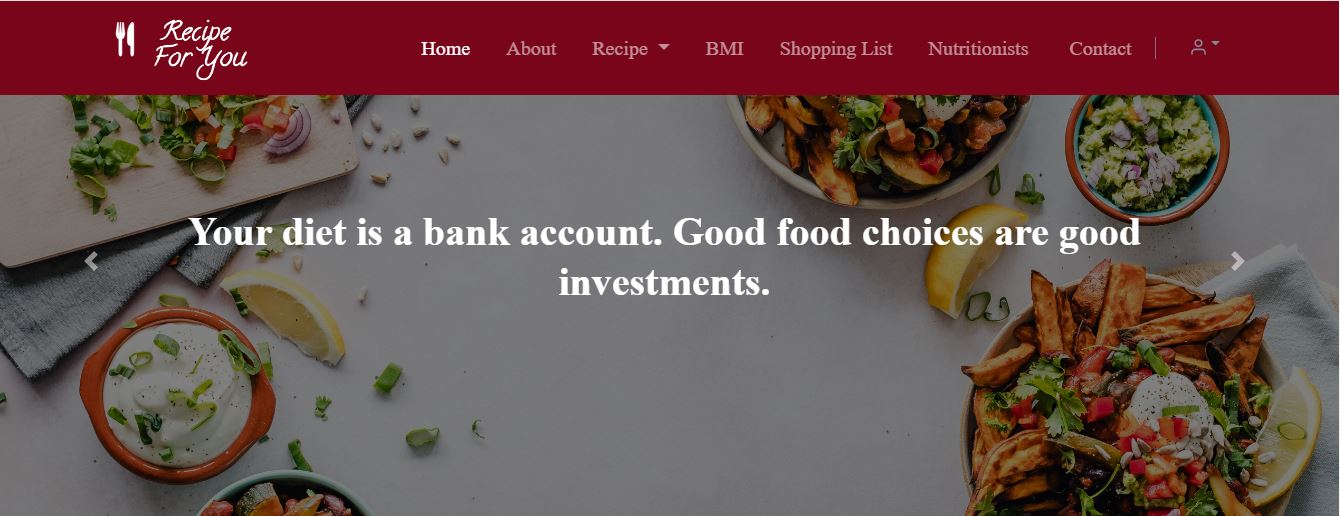 Recipe
For You
Home About Recipe BMI Shopping List Nutritionists Contact
Your diet is a bank account. Good food choices are good
investments.